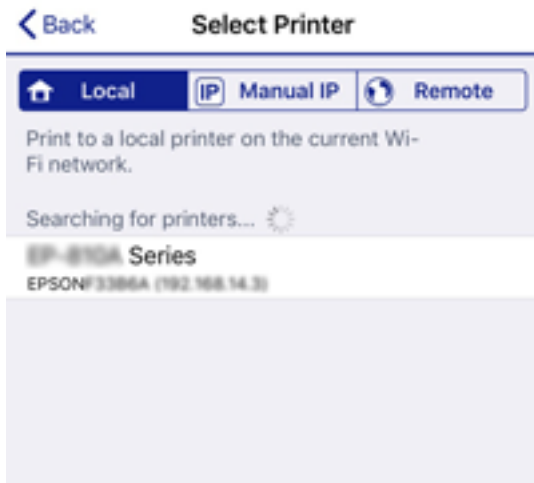 Back
Select Printer
Local
IP Manual IP
Remote
Print to a local printer on the current Wi-
Fi network.
Searching for printers...
Series
EPSON